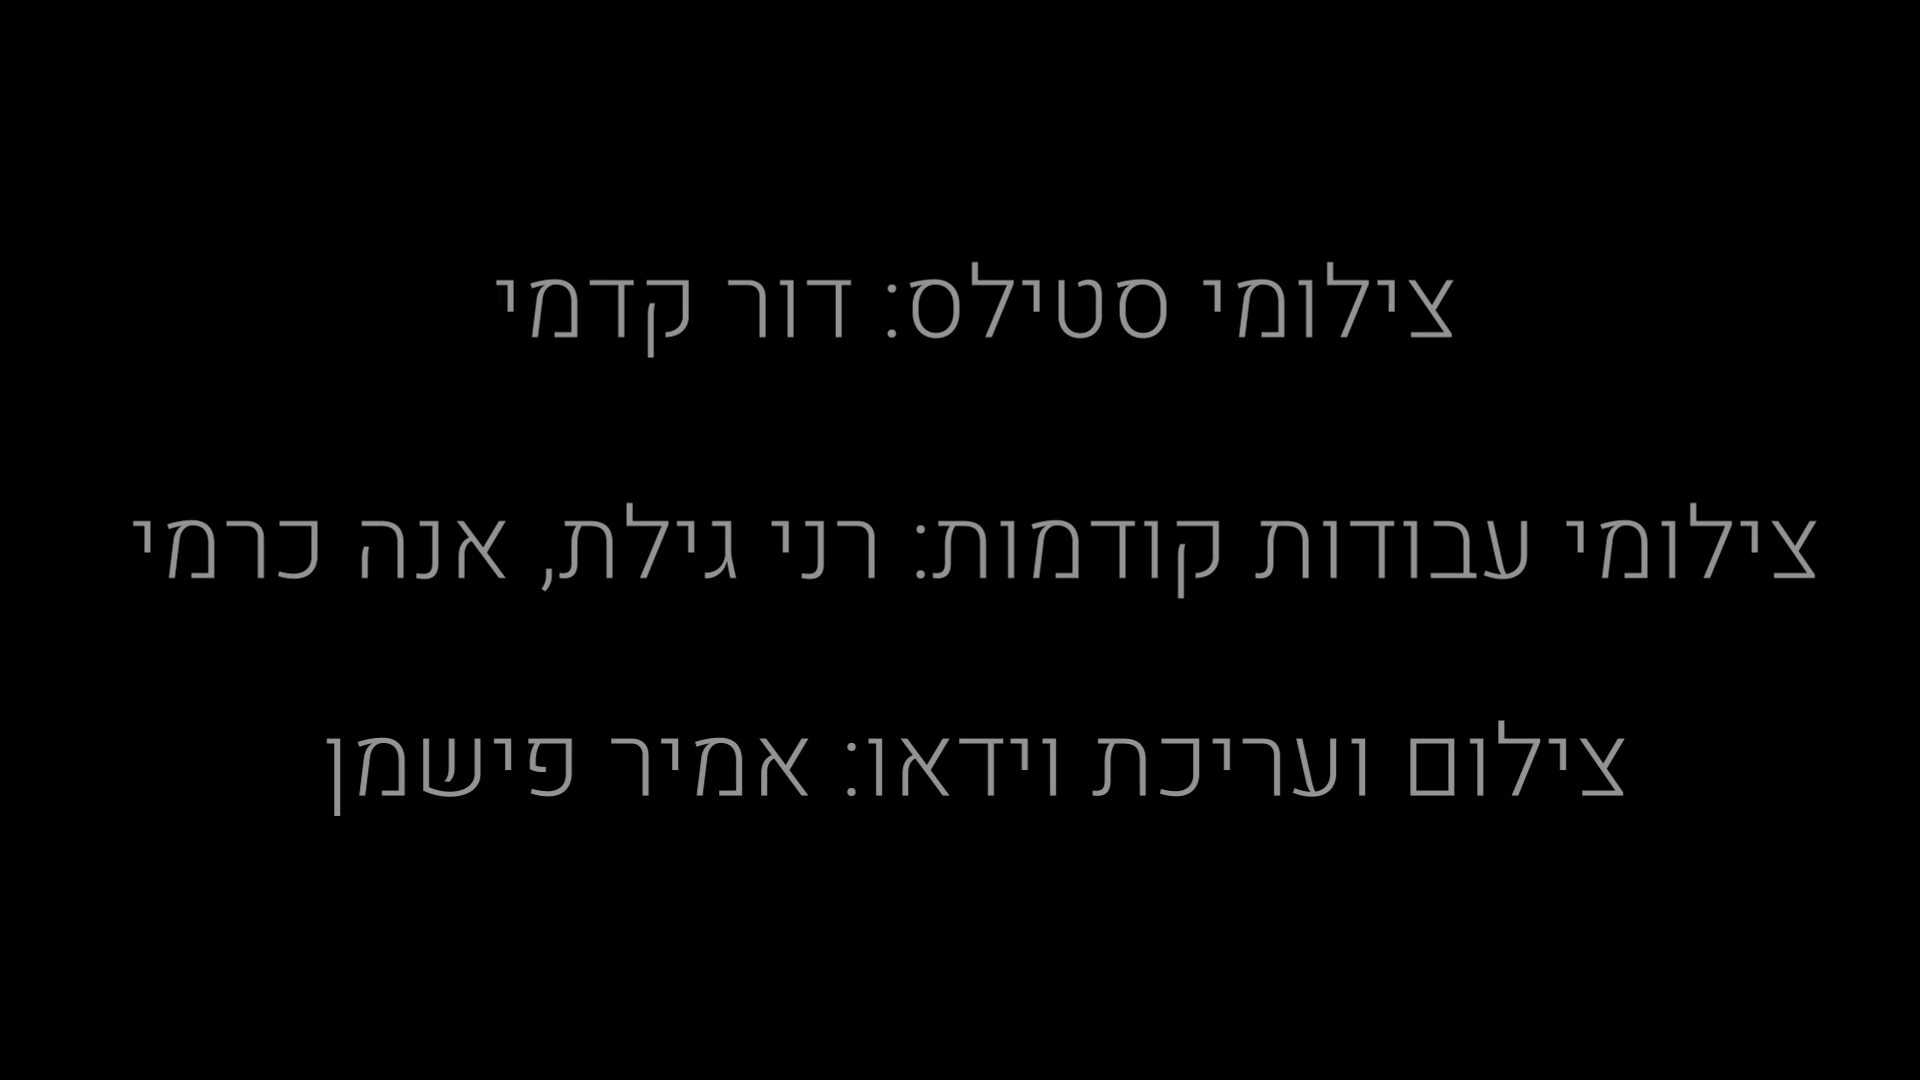 צילומי סטילס: דור קדמי
צילומי עבודות קודמות: רני גילת, אנה כרמי
צילום ועריכת וידאו: אמיר פישמן